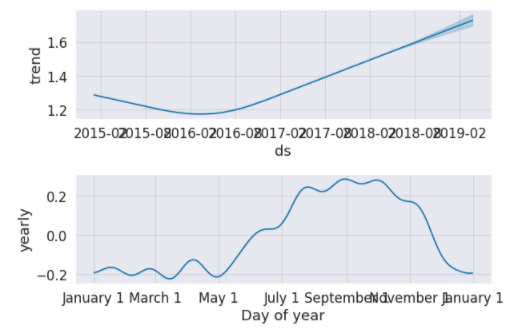 1.6
1.4
1.2
trend
2015-02 2015-08 2016-02 2016-08 2017-02 2017-08 2018-02 2018-08 2019-02
ds
0.2
0.0
−0.2
yearly
January 1 March 1 May 1 July 1 September 1 November 1 January 1
Day of year